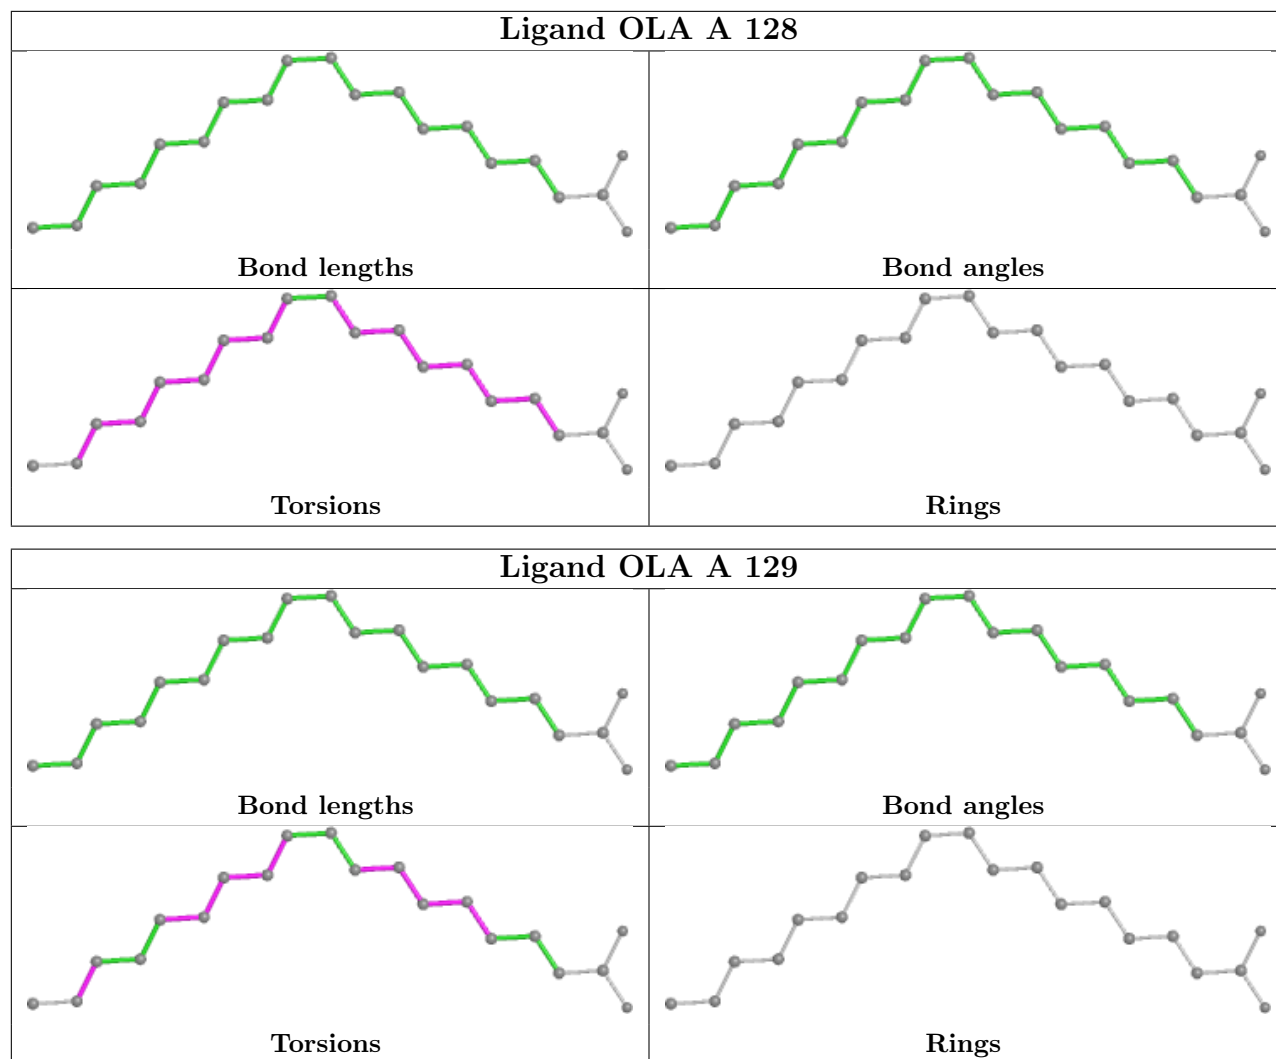 Ligand OLA A 128
Bond lengths
Bond angles
Torsions
Rings
Ligand OLA A 129
Bond lengths
Bond angles
Torsions
Rings